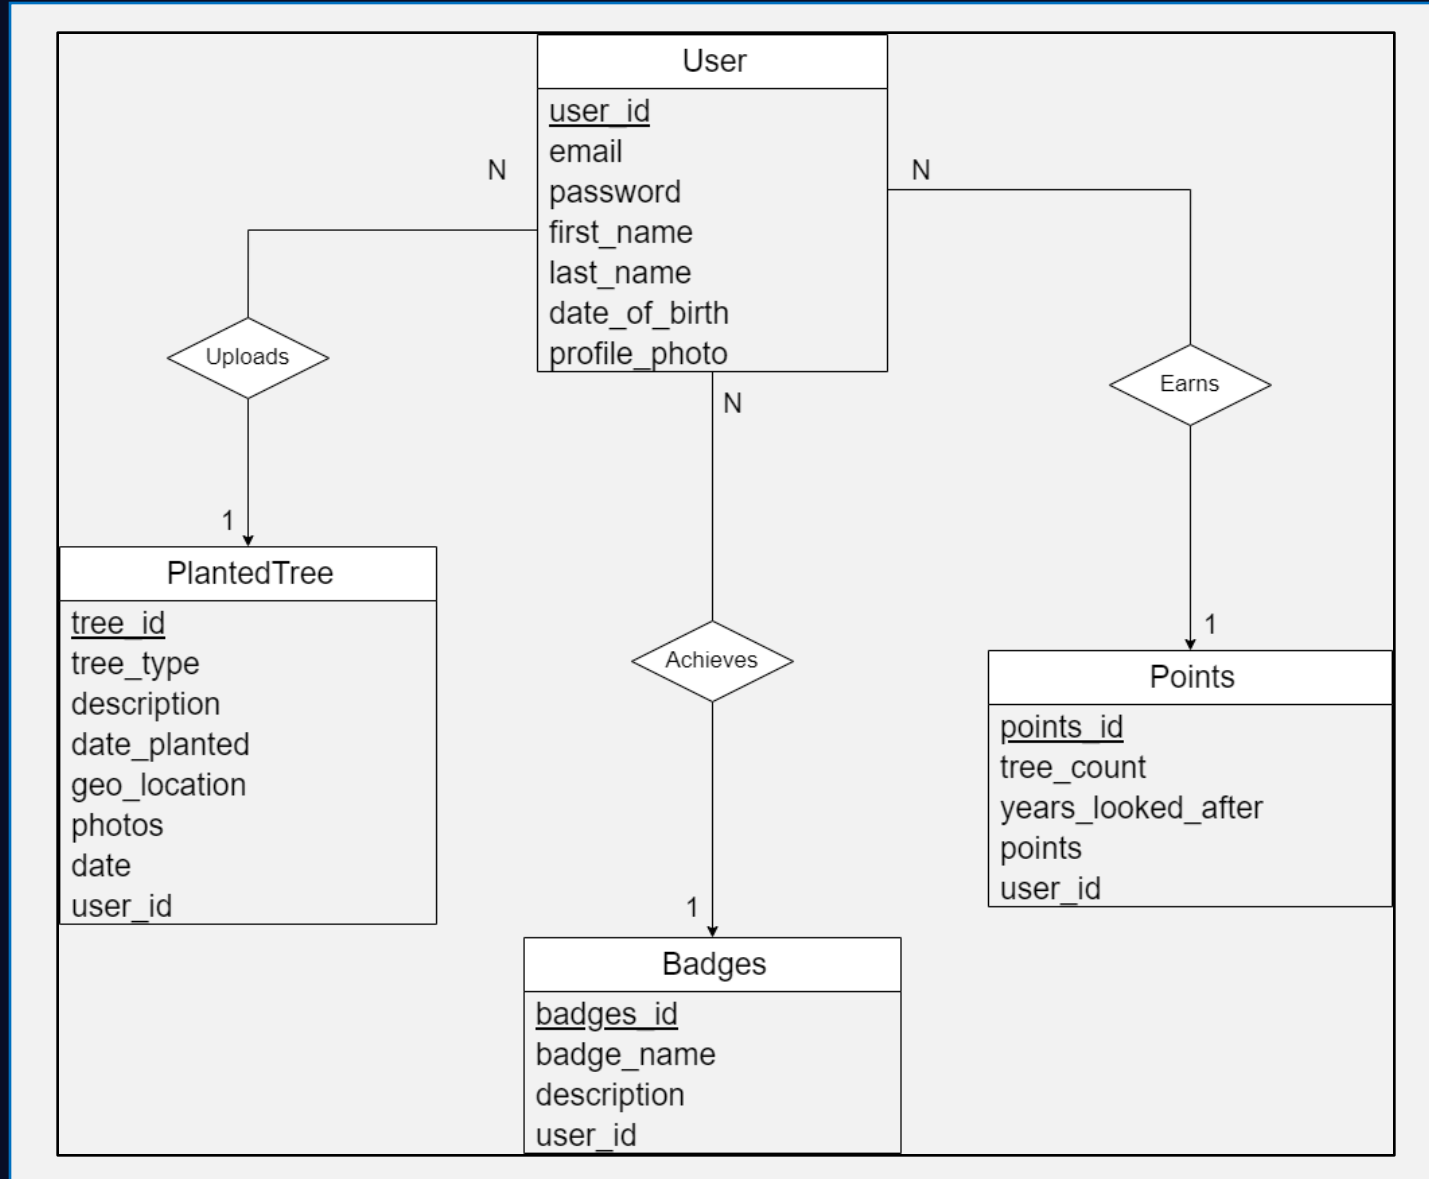 User
user_id
email
password
first_name
last_name
date_of_birth
profile_photo
N
N
N
Uploads
Earns
Achieves
1
1
1
PlantedTree
tree_id
tree_type
description
date_planted
geo_location
photos
date
user_id
Points
points_id
tree_count
years_looked_after
points
user_id
Badges
badges_id
badge_name
description
user_id